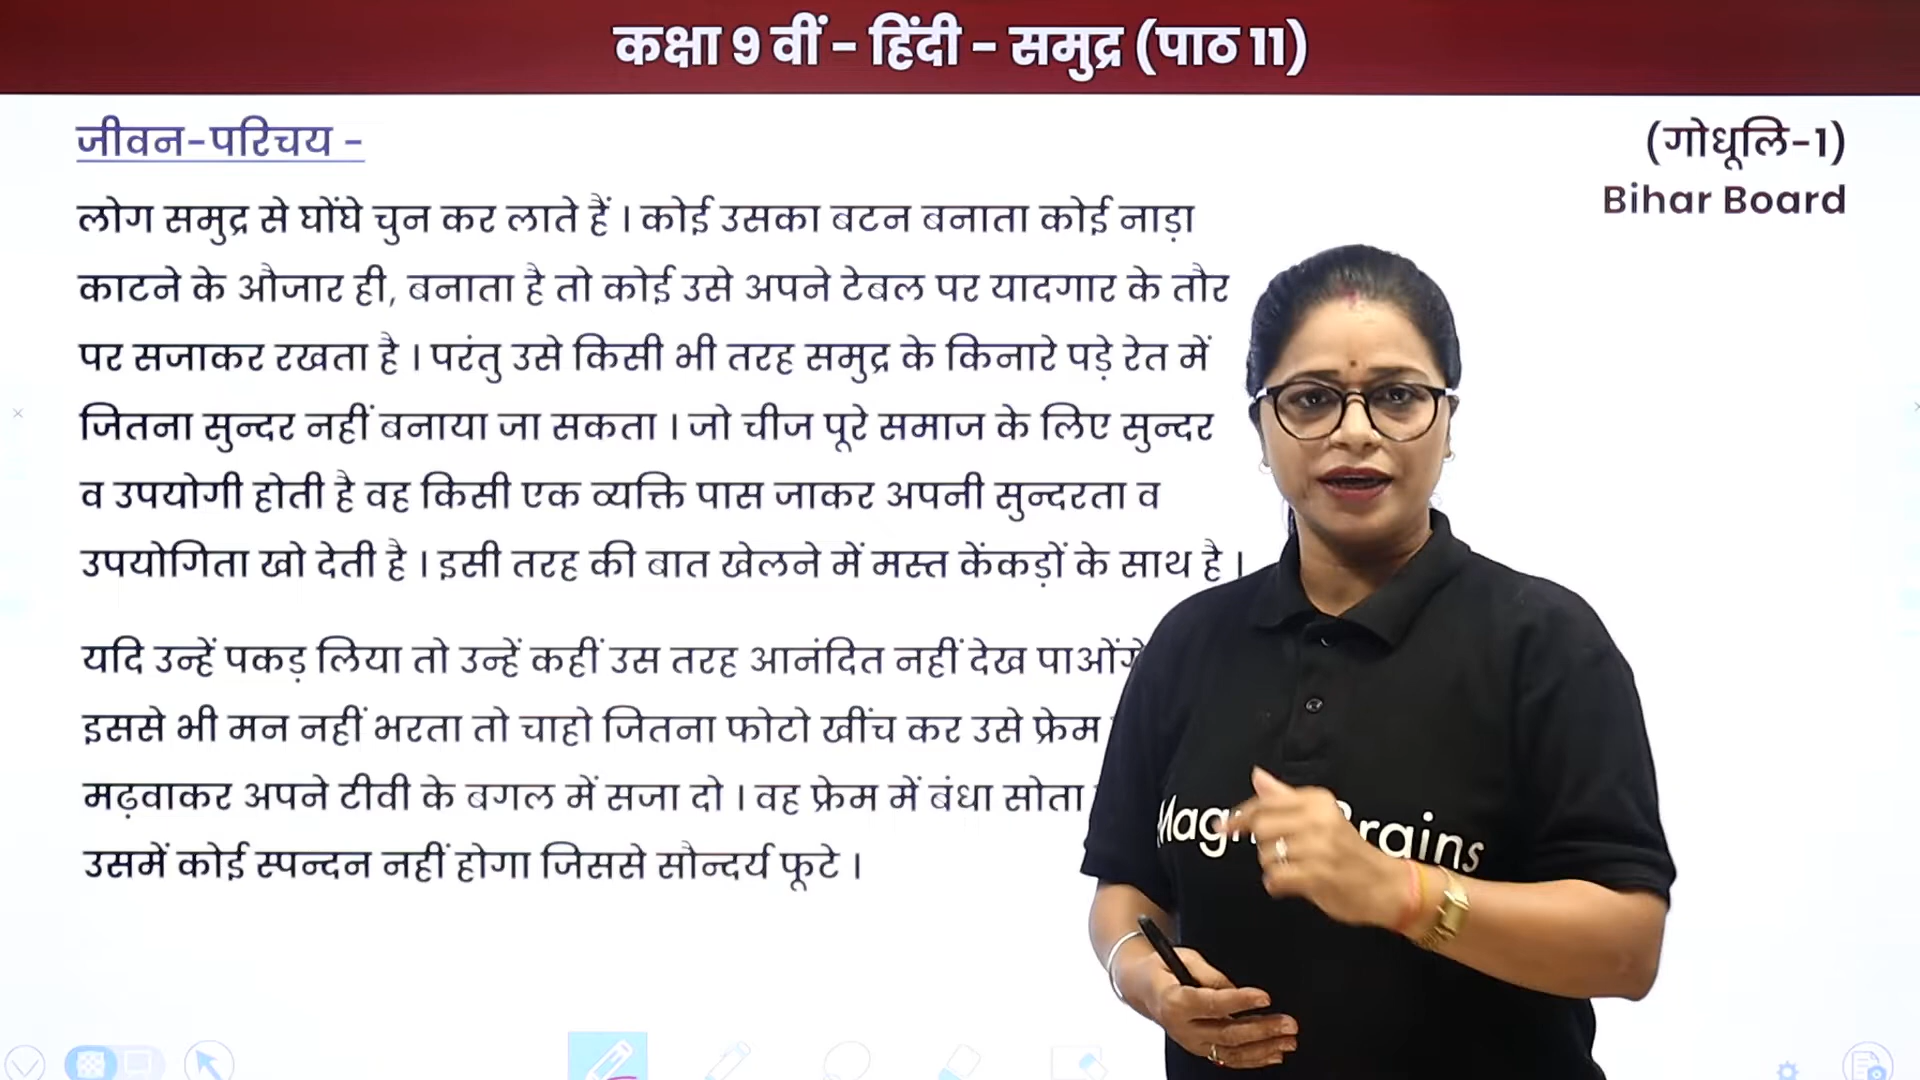 कक्षा 9 वीं - हिंदी - समुद्र (पाठ 11)
जीवन-परिचय -
(गोधूलि-1)
Bihar Board
लोग समुद्र से घोंघे चुन कर लाते हैं । कोई उसका बटन बनाता कोई नाड़ा
काटने के औजार ही, बनाता है तो कोई उसे अपने टेबल पर यादगार के तौर
पर सजाकर रखता है । परंतु उसे किसी भी तरह समुद्र के किनारे पड़े रेत में
जितना सुन्दर नहीं बनाया जा सकता । जो चीज पूरे समाज के लिए सुन्दर
व उपयोगी होती है वह किसी एक व्यक्ति पास जाकर अपनी सुन्दरता व
उपयोगिता खो देती है । इसी तरह की बात खेलने में मस्त केंकड़ों के साथ है ।
यदि उन्हें पकड़ लिया तो उन्हें कहीं उस तरह आनंदित नहीं देख पाओंगे
इससे भी मन नहीं भरता तो चाहो जितना फोटो खींच कर उसे फ्रेम
मढ़वाकर अपने टीवी के बगल में सजा दो । वह फ्रेम में बंधा सोता
उसमें कोई स्पन्दन नहीं होगा जिससे सौन्दर्य फूटे ।